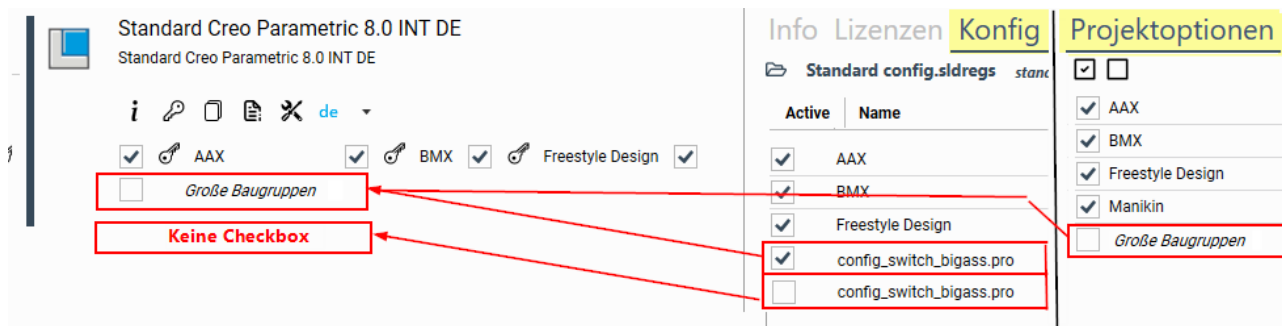 Standard Creo Parametric 8.0 INT DE
Standard Creo Parametric 8.0 INT DE
i de
AAX BMX Freestyle Design
Große Baugruppen
Keine Checkbox
Info Lizenzen Konfig
Standard config.sldregs
Active Name
AAX
BMX
Freestyle Design
config_switch_bigass.pro
config_switch_bigass.pro
Projektoptionen
AAX
BMX
Freestyle Design
Manikin
Große Baugruppen